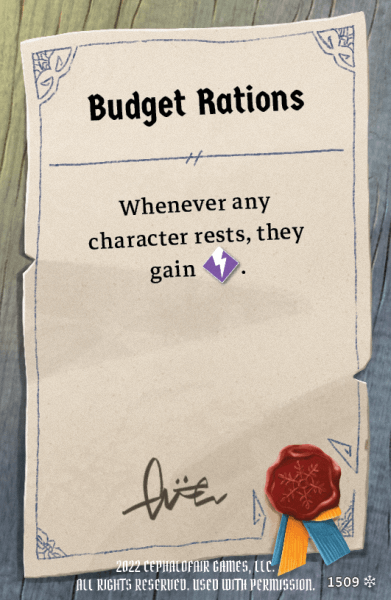 Budget Rations
Whenever any
character rests, they
gain .
2022 CEPHALOFAIR GAMES, LLC.
ALL RIGHTS RESERVED. USED WITH PERMISSION.
1509